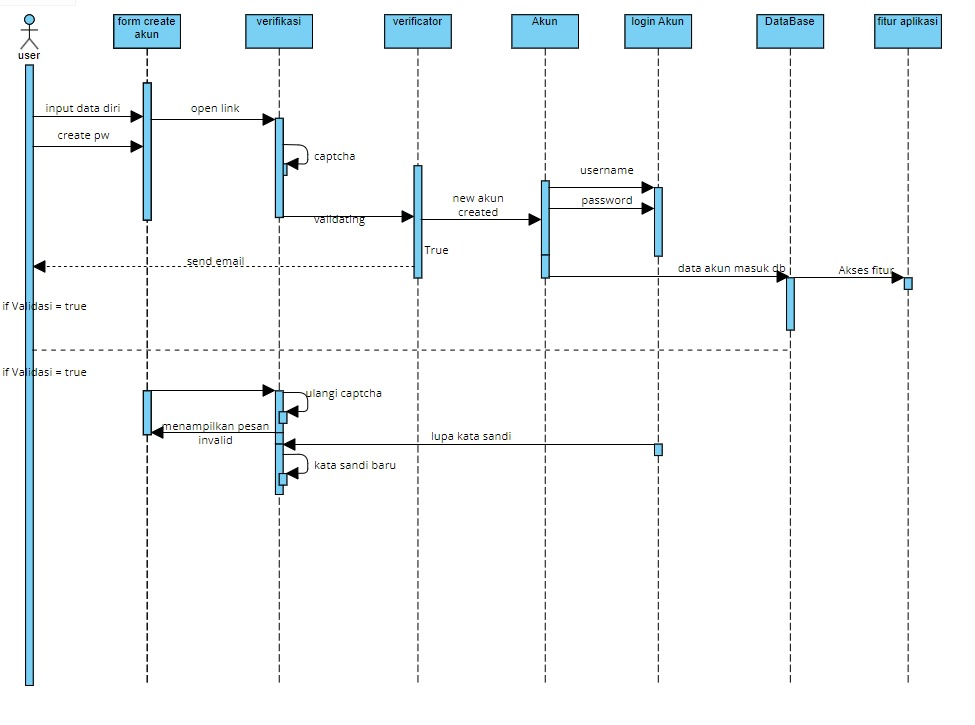 user
form create
akun
verifikasi
verificator
Akun
login Akun
DataBase
fitur aplikasi
input data diri
open link
create pw
captcha
username
new akun
created
password
validating
True
send email
data akun masuk db
Akses fitur
if Validasi = true
if Validasi = true
ulangi captcha
menampilkan pesan
invalid
lupa kata sandi
kata sandi baru